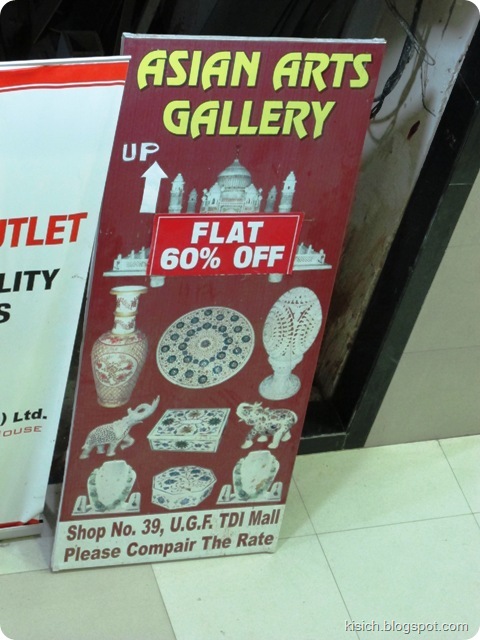 ASIAN ARTS
GALLERY
UP
FLAT
60% OFF
Shop No. 39, U.G.F. TDI Mall
Please Compair The Rate
UTLET
LITY
S
) Ltd.
HOUSE
kisich.blogspot.com